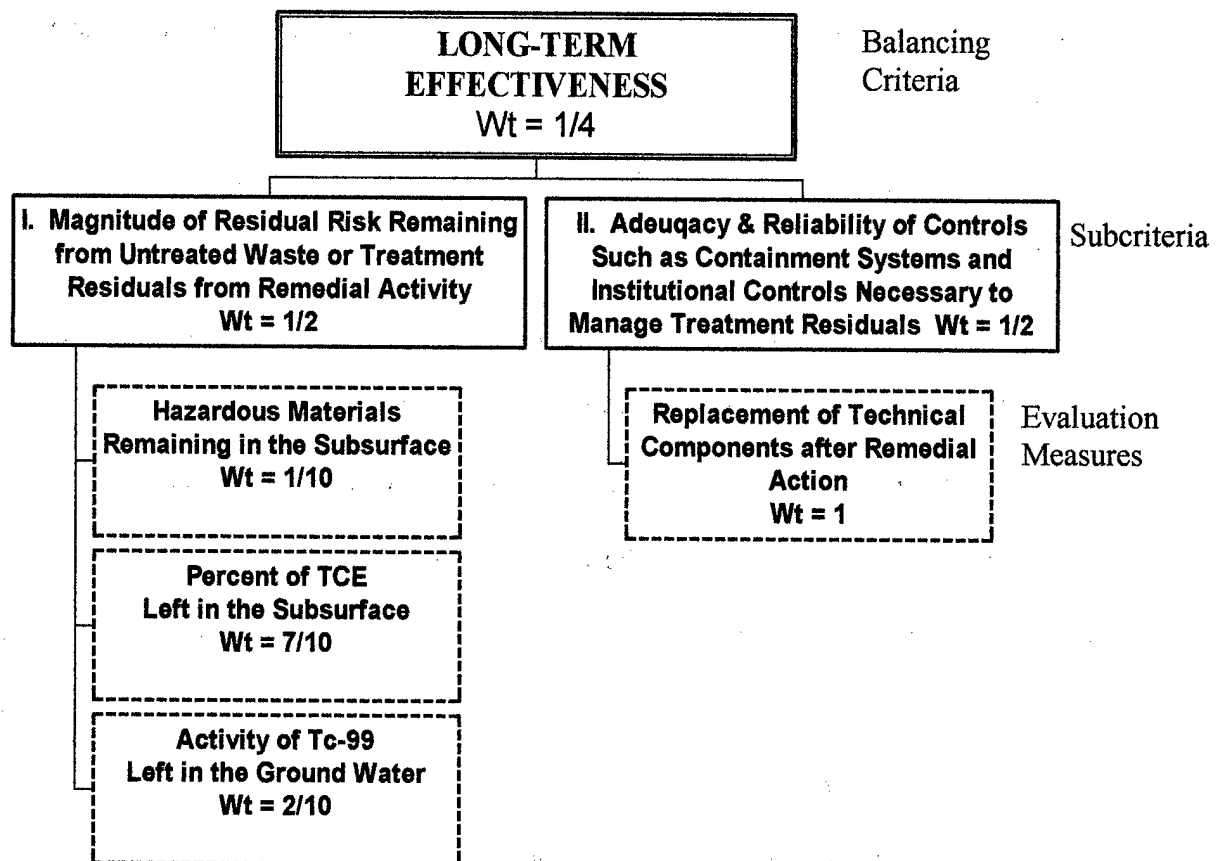 LONG-TERM
EFFECTIVENESS
Wt = 1/4
Balancing
Criteria
I. Magnitude of Residual Risk Remaining
from Untreated Waste or Treatment
Residuals from Remedial Activity
Wt = 1/2
II. Adeuqacy & Reliability of Controls
Such as Containment Systems and
Institutional Controls Necessary to
Manage Treatment Residuals Wt = 1/2
Subcriteria
Hazardous Materials
Remaining in the Subsurface
Wt = 1/10
Replacement of Technical
Components after Remedial
Action
Wt = 1
Evaluation
Measures
Percent of TCE
Left in the Subsurface
Wt = 7/10
Activity of Tc-99
Left in the Ground Water
Wt = 2/10